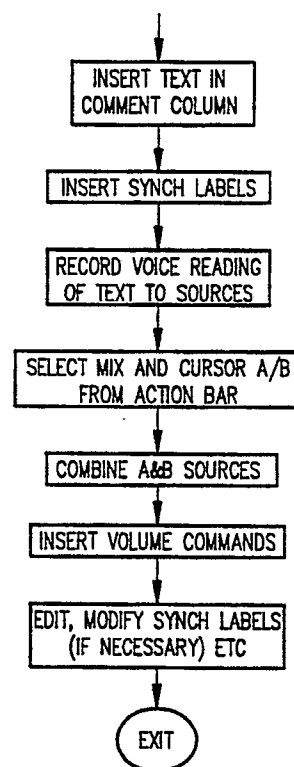 INSERT TEXT IN
COMMENT COLUMN
INSERT SYNCH LABELS
RECORD VOICE READING
OF TEXT TO SOURCES
SELECT MIX AND CURSOR A/B
FROM ACTION BAR
COMBINE A&B SOURCES
INSERT VOLUME COMMANDS
EDIT, MODIFY SYNCH LABELS
(IF NECESSARY) ETC
EXIT